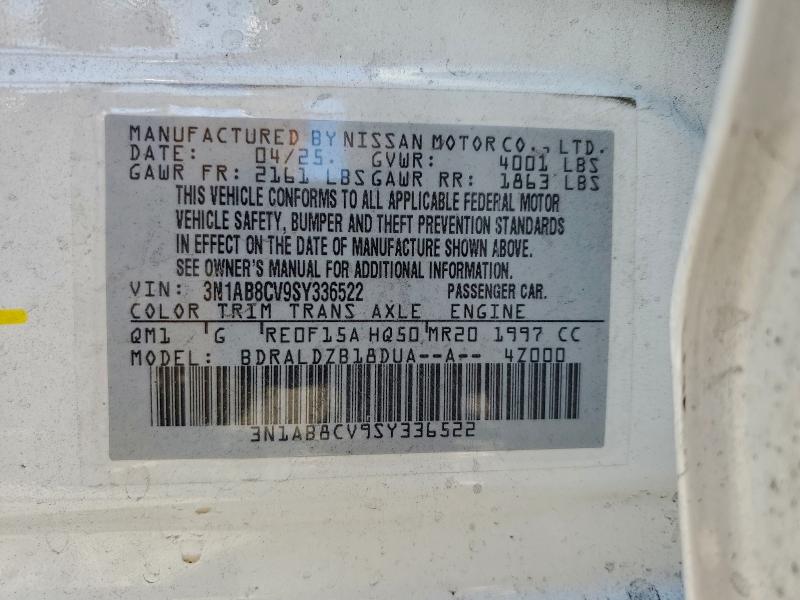 MANUFACTURED BY NISSAN MOTOR CO., LTD.
DATE: 04/25. GVWR: 4001 LBS
GAWR FR: 2161 LBS GAWR RR: 1863 LBS
THIS VEHICLE CONFORMS TO ALL APPLICABLE FEDERAL MOTOR
VEHICLE SAFETY, BUMPER AND THEFT PREVENTION STANDARDS
IN EFFECT ON THE DATE OF MANUFACTURE SHOWN ABOVE.
SEE OWNER'S MANUAL FOR ADDITIONAL INFORMATION.
VIN: 3N1AB8CV9SY336522 PASSENGER CAR.
COLOR TRIM TRANS AXLE ENGINE
QM1 G RE0F15A HQ50 MR20 1997 CC
MODEL: BDRALDZB18DUA--A-- 4Z000
3N1AB8CV9SY336522